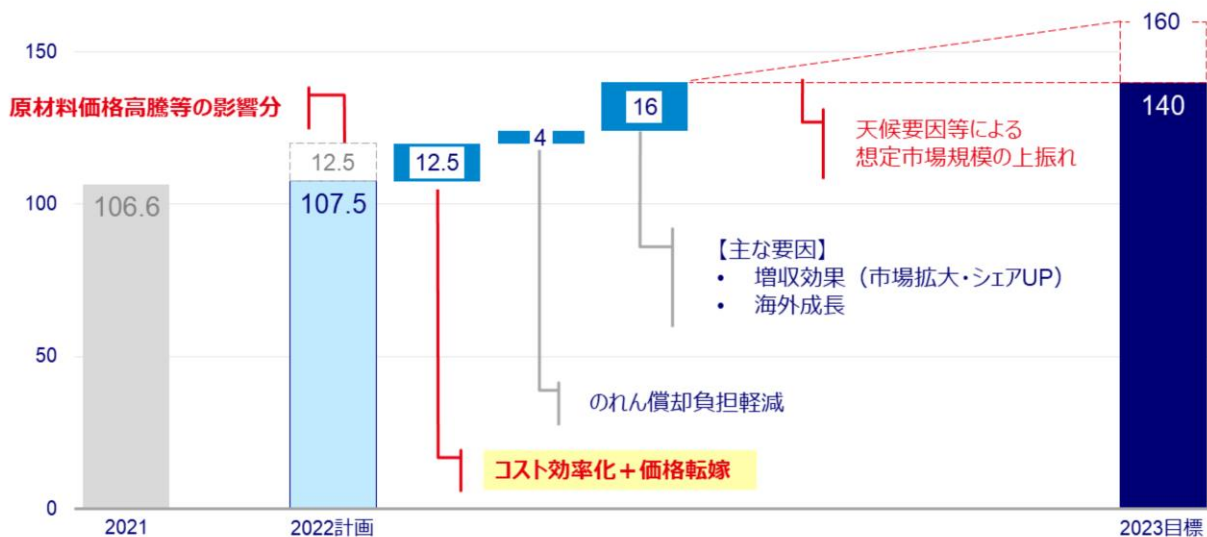 160
150
原材料価格高騰等の影響分
16
140
4
天候要因等による
想定市場規模の上振れ
12.5
12.5
106.6
107.5
100
【主な要因】
• 増収効果（市場拡大・シェアUP）
• 海外成長
50
のれん償却負担軽減
コスト効率化＋価格転嫁
0
2021
2022計画
2023目標